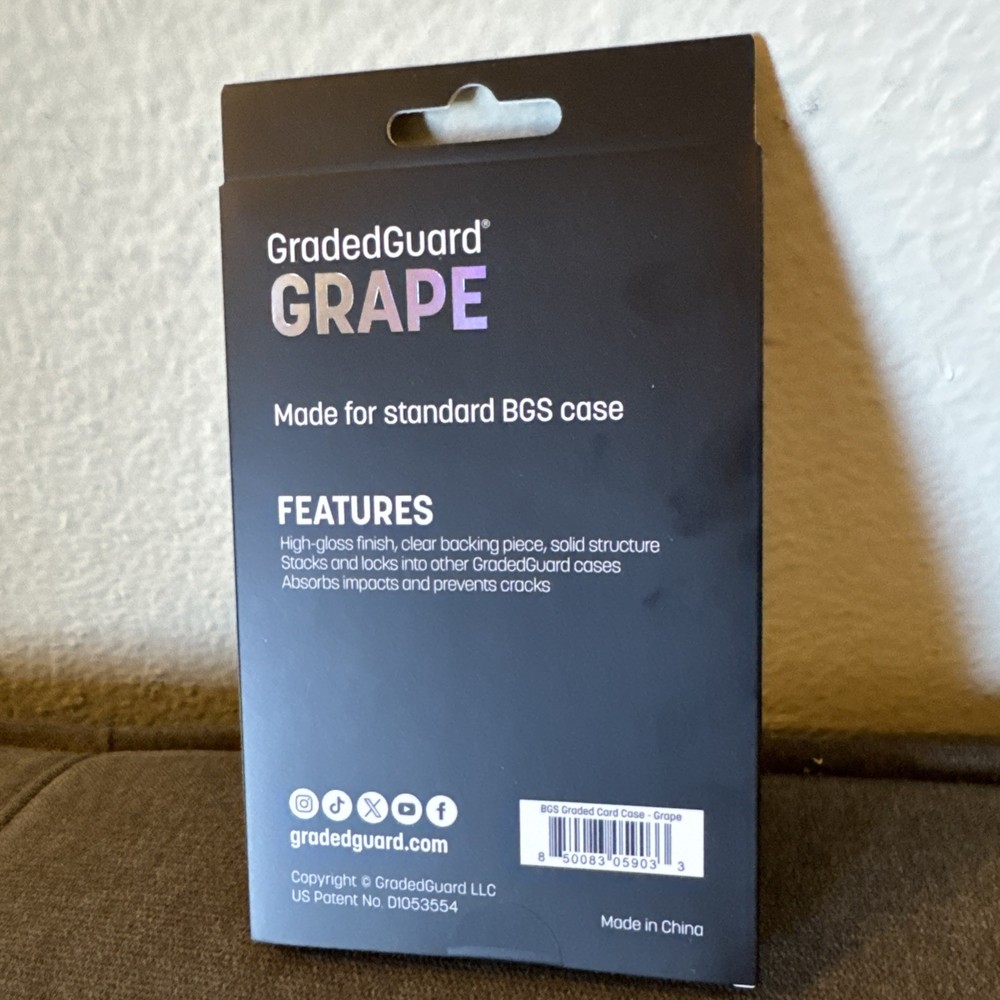 GradedGuard®
GRAPE
Made for standard BGS case
FEATURES
High-gloss finish, clear backing piece, solid structure
Stacks and locks into other GradedGuard cases
Absorbs impacts and prevents cracks
gradedguard.com
Copyright © GradedGuard LLC
US Patent No. D1053554
BGS Graded Card Case - Grape
8 50083 05903 3
Made in China